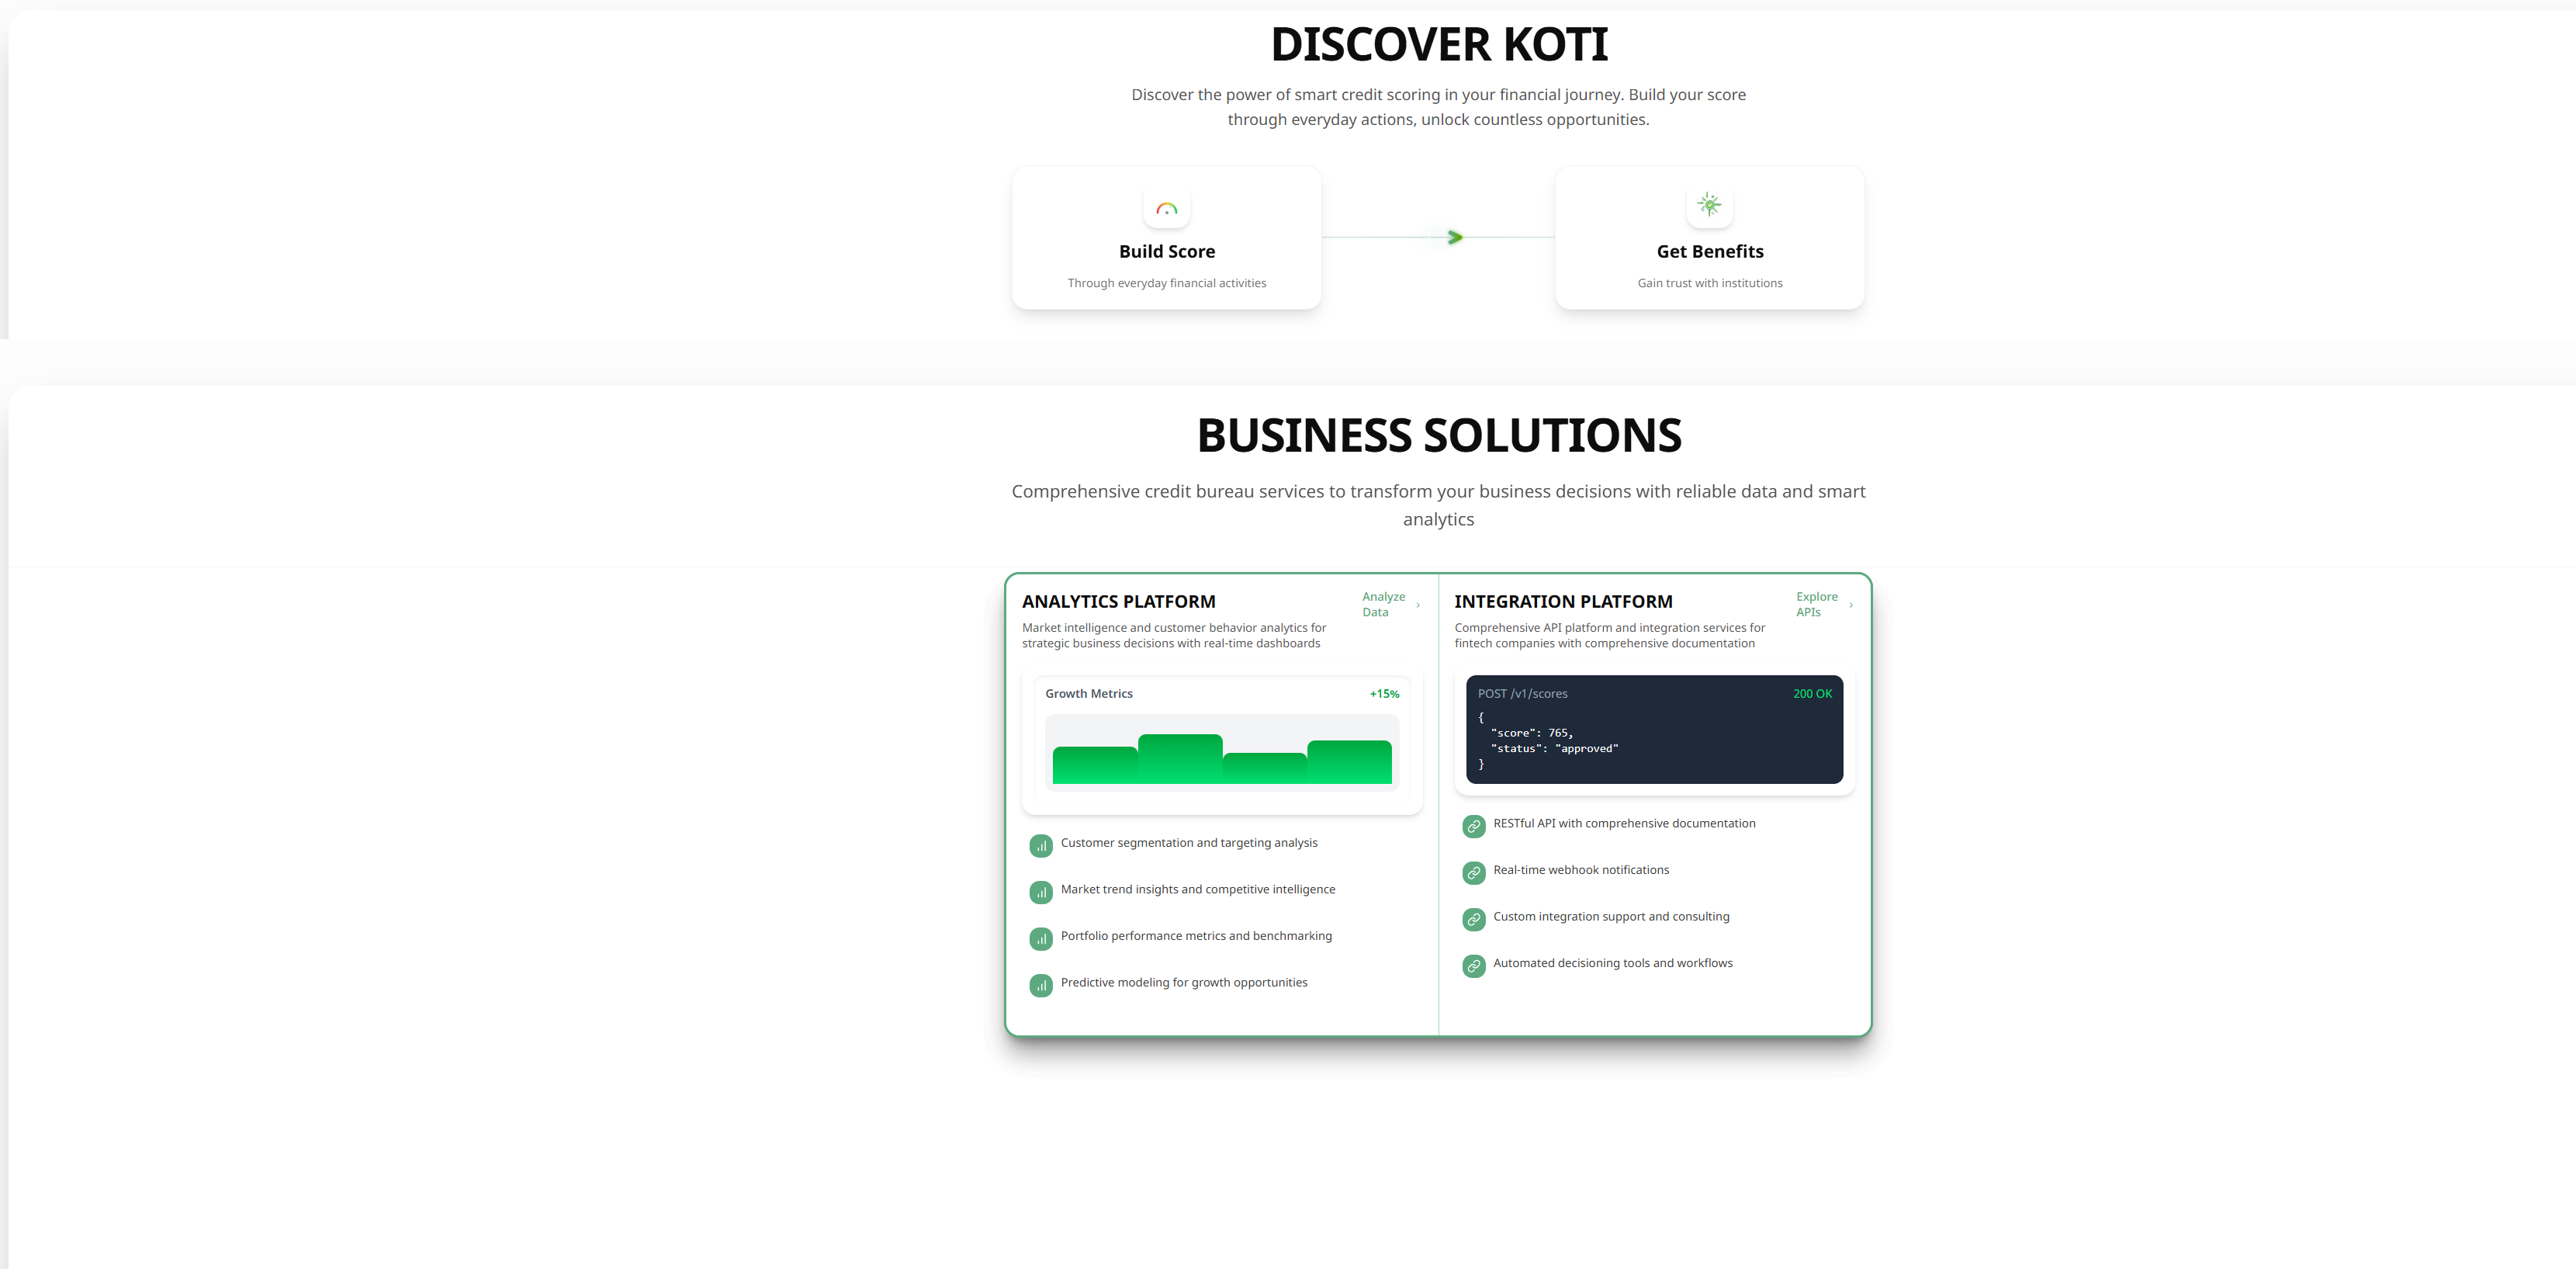 DISCOVER KOTI
Discover the power of smart credit scoring in your financial journey. Build your score
through everyday actions, unlock countless opportunities.
Build Score
Through everyday financial activities
Get Benefits
Gain trust with institutions
BUSINESS SOLUTIONS
Comprehensive credit bureau services to transform your business decisions with reliable data and smart
analytics
ANALYTICS PLATFORM
Analyze
Data
Market intelligence and customer behavior analytics for
strategic business decisions with real-time dashboards
Growth Metrics
+15%
Customer segmentation and targeting analysis
Market trend insights and competitive intelligence
Portfolio performance metrics and benchmarking
Predictive modeling for growth opportunities
INTEGRATION PLATFORM
Explore
APIs
Comprehensive API platform and integration services for
fintech companies with comprehensive documentation
POST /v1/scores
200 OK
{
"score": 765,
"status": "approved"
}
RESTful API with comprehensive documentation
Real-time webhook notifications
Custom integration support and consulting
Automated decisioning tools and workflows